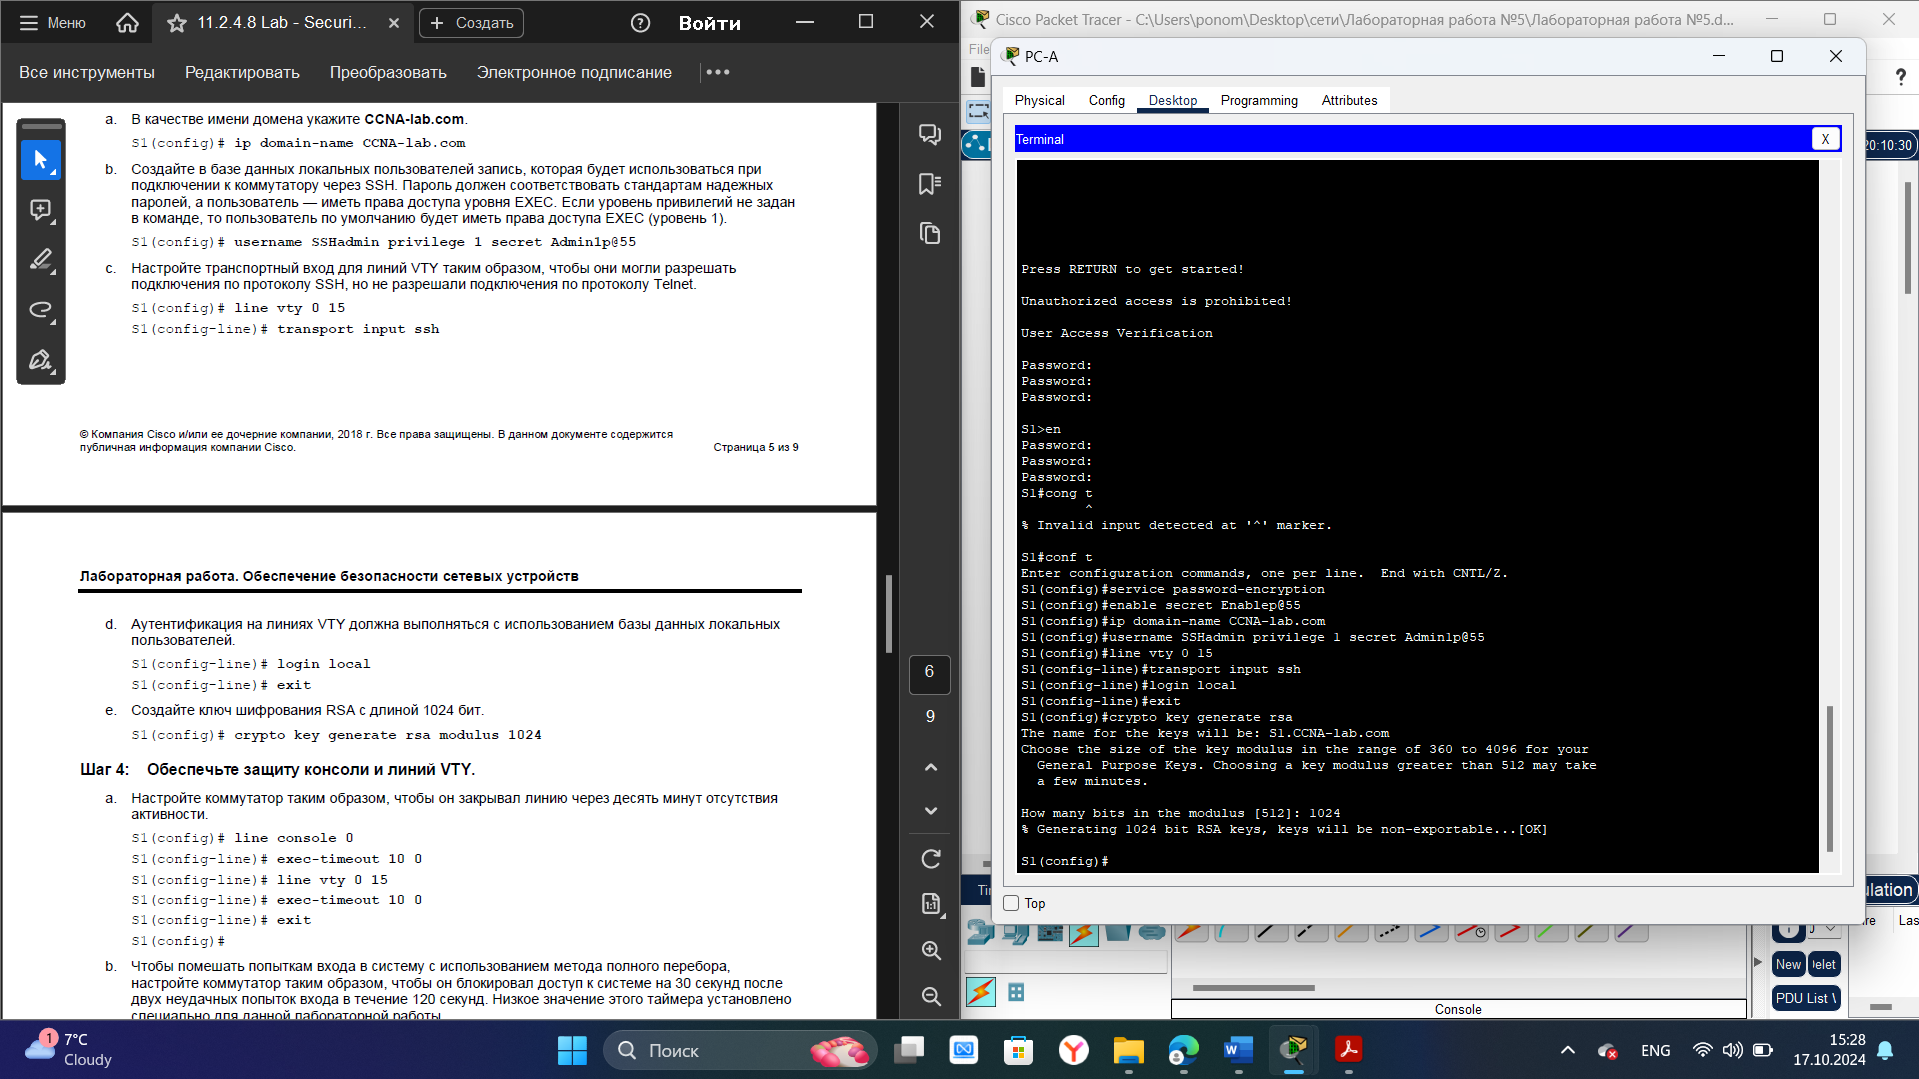 Меню
11.2.4.8 Lab - Securi...
Создать
Войти
Все инструменты
Редактировать
Преобразовать
Электронное подписание
a. В качестве имени домена укажите CCNA-lab.com.
S1(config)# ip domain-name CCNA-lab.com
b. Создайте в базе данных локальных пользователей запись, которая будет использоваться при
подключении к коммутатору через SSH. Пароль должен соответствовать стандартам надежных
паролей, а пользователь — иметь права доступа уровня EXEC. Если уровень привилегий не задан
в команде, то пользователь по умолчанию будет иметь права доступа EXEC (уровень 1).
S1(config)# username SSHadmin privilege 1 secret Admin1p@55
c. Настройте транспортный вход для линий VTY таким образом, чтобы они могли разрешать
подключения по протоколу SSH, но не разрешали подключения по протоколу Telnet.
S1(config)# line vty 0 15
S1(config-line)# transport input ssh
© Компания Cisco и/или ее дочерние компании, 2018 г. Все права защищены. В данном документе содержится
публичная информация компании Cisco.
Страница 5 из 9
Лабораторная работа. Обеспечение безопасности сетевых устройств
d. Аутентификация на линиях VTY должна выполняться с использованием базы данных локальных
пользователей.
S1(config-line)# login local
S1(config-line)# exit
e. Создайте ключ шифрования RSA с длиной 1024 бит.
S1(config)# crypto key generate rsa modulus 1024
Шаг 4: Обеспечьте защиту консоли и линий VTY.
a. Настройте коммутатор таким образом, чтобы он закрывал линию через десять минут отсутствия
активности.
S1(config)# line console 0
S1(config-line)# exec-timeout 10 0
S1(config-line)# line vty 0 15
S1(config-line)# exec-timeout 10 0
S1(config-line)# exit
S1(config)#
b. Чтобы помешать попыткам входа в систему с использованием метода полного перебора,
настройте коммутатор таким образом, чтобы он блокировал доступ к системе на 30 секунд после
двух неудачных попыток входа в течение 120 секунд. Низкое значение этого таймера установлено
специально для данной лабораторной работы.
6
9
1:1
Cisco Packet Tracer - C:\Users\ponom\Desktop\сети\Лабораторная работа №5\Лабораторная работа №5.d...
File
PC-A
Physical
Config
Desktop
Programming
Attributes
Terminal
X
20:10:30
Press RETURN to get started!
Unauthorized access is prohibited!
User Access Verification
Password:
Password:
Password:
S1>en
Password:
Password:
Password:
S1#cong t
^
% Invalid input detected at '^' marker.
S1#conf t
Enter configuration commands, one per line.  End with CNTL/Z.
S1(config)#service password-encryption
S1(config)#enable secret Enablep@55
S1(config)#ip domain-name CCNA-lab.com
S1(config)#username SSHadmin privilege 1 secret Admin1p@55
S1(config)#line vty 0 15
S1(config-line)#transport input ssh
S1(config-line)#login local
S1(config-line)#exit
S1(config)#crypto key generate rsa
The name for the keys will be: S1.CCNA-lab.com
Choose the size of the key modulus in the range of 360 to 4096 for your
General Purpose Keys. Choosing a key modulus greater than 512 may take
a few minutes.
How many bits in the modulus [512]: 1024
% Generating 1024 bit RSA keys, keys will be non-exportable...[OK]
S1(config)#
Top
New
PDU List
Console
1
7°C
Cloudy
Поиск
ENG
15:28
17.10.2024